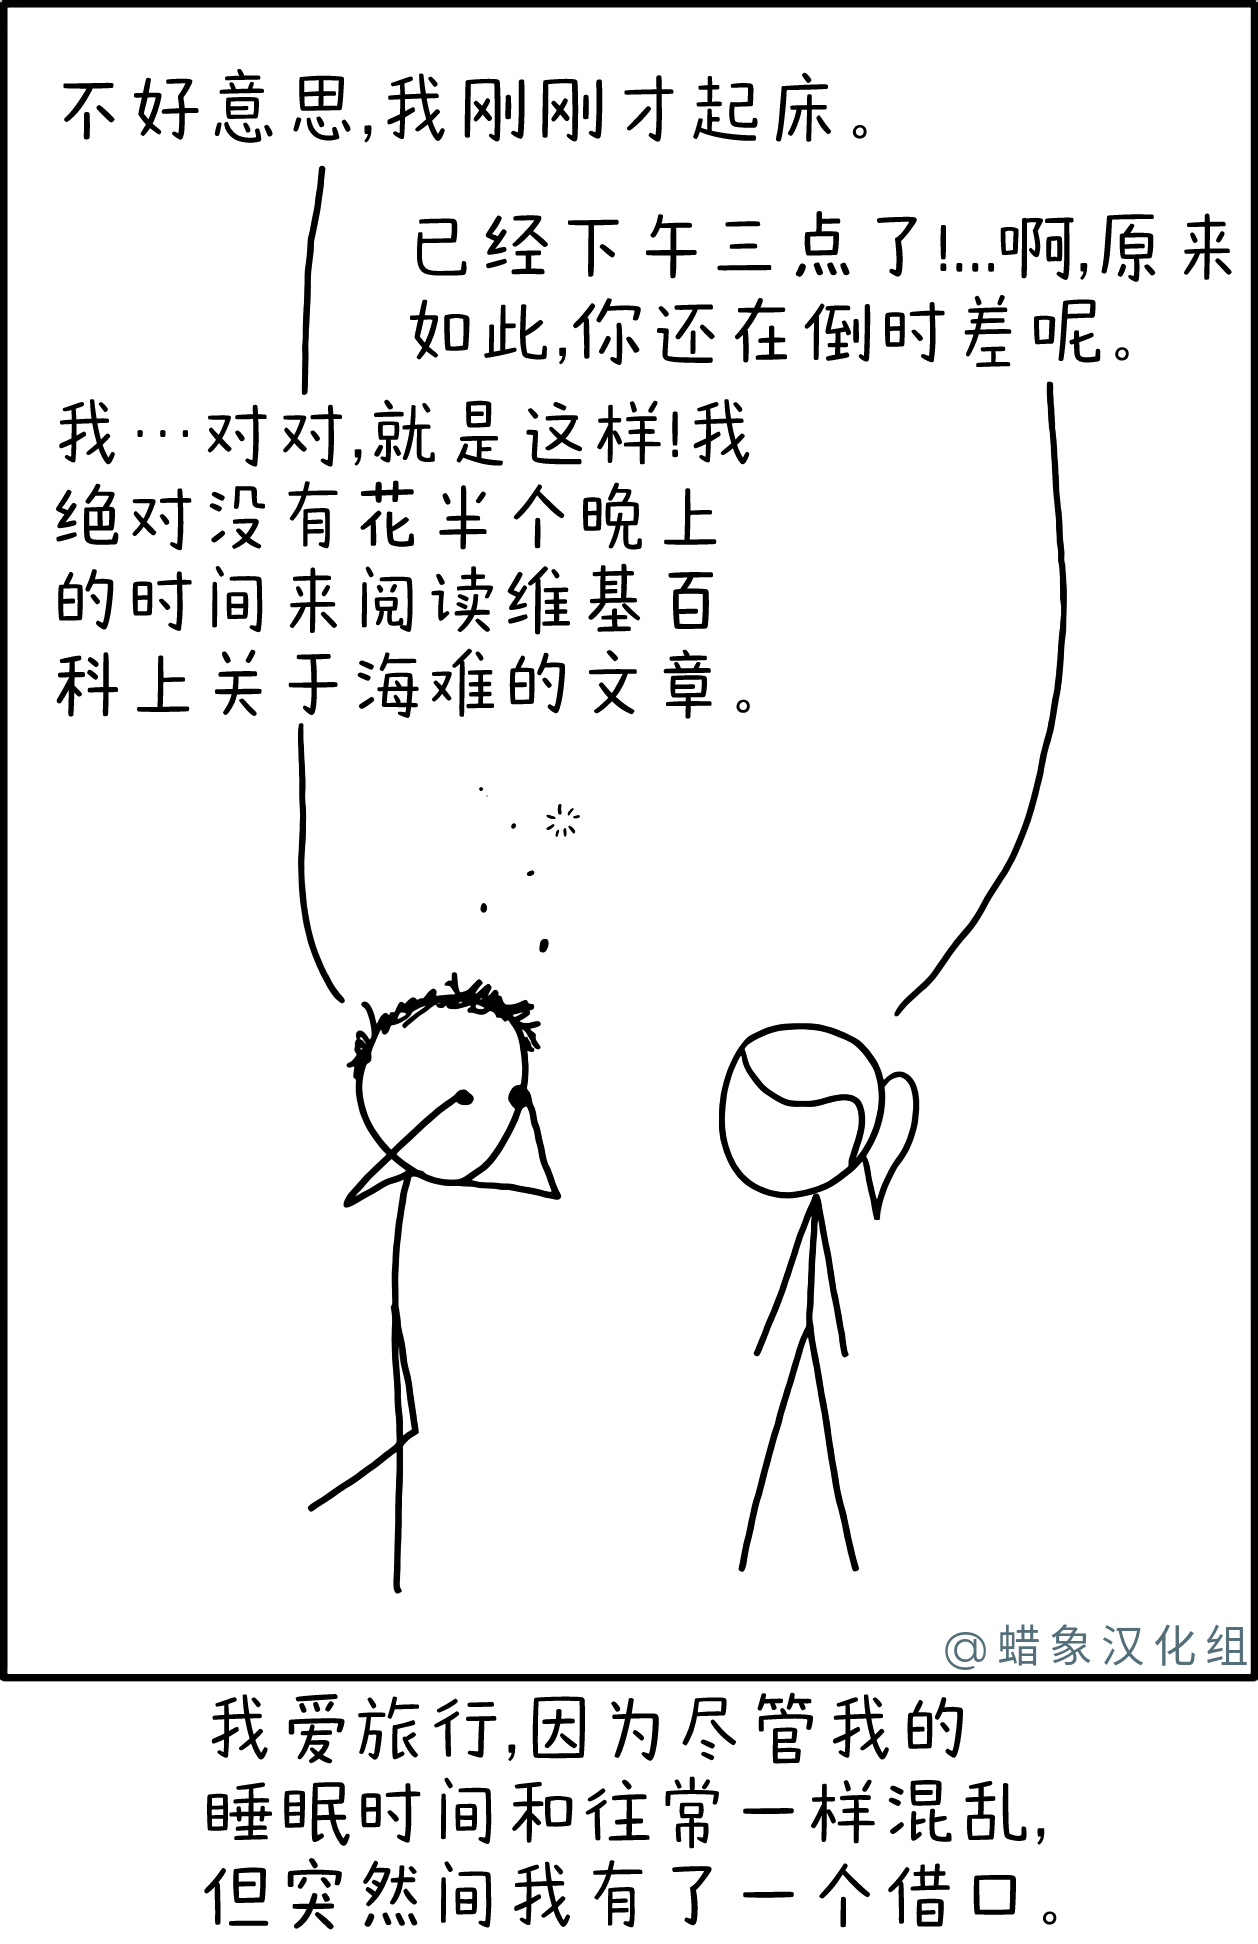 不好意思,我刚刚才起床。
已经下午三点了!...啊,原来
如此,你还在倒时差呢。
我…对对,就是这样!我
绝对没有花半个晚上
的时间来阅读维基百
科上关于海难的文章。
@蜡象汉化组
我爱旅行,因为尽管我的
睡眠时间和往常一样混乱,
但突然间我有了一个借口。